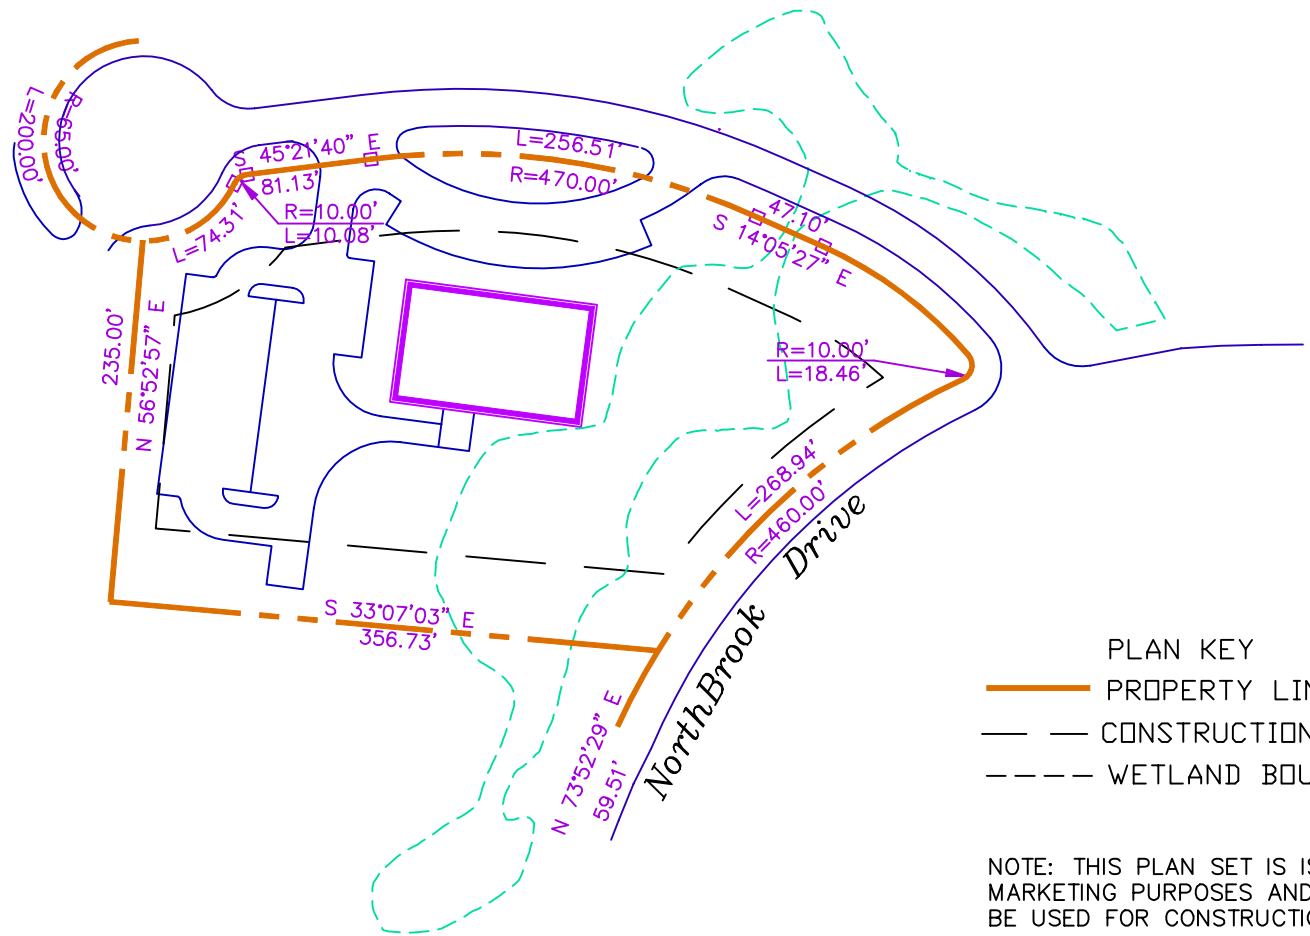 L=200.00'
R=65.00'
S 45°21'40" E
81.13'
L=256.51'
R=470.00'
R=10.00'
L=10.08'
L=74.31'
47.10'
S 14°05'27" E
235.00'
N 56°52'57" E
R=10.00'
L=18.46'
L=268.94'
R=460.00'
NorthBrook Drive
S 33°07'03" E
356.73'
N 73°52'29" E
59.51'
PLAN KEY
PROPERTY LIN
CONSTRUCTION
WETLAND BOU
NOTE: THIS PLAN SET IS IS
MARKETING PURPOSES AND
BE USED FOR CONSTRUCTIO